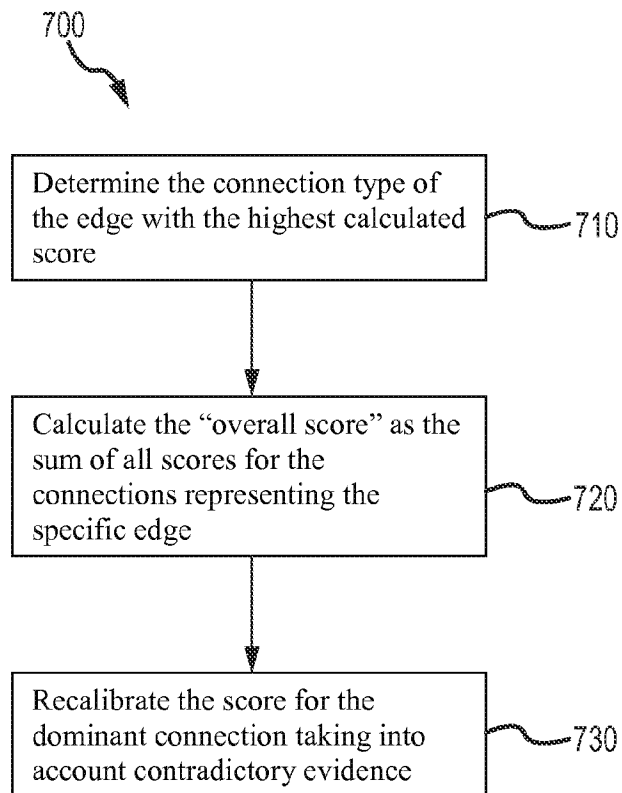 700
Determine the connection type of
the edge with the highest calculated
score
710
Calculate the “overall score” as the
sum of all scores for the
connections representing the
specific edge
720
Recalibrate the score for the
dominant connection taking into
account contradictory evidence
730